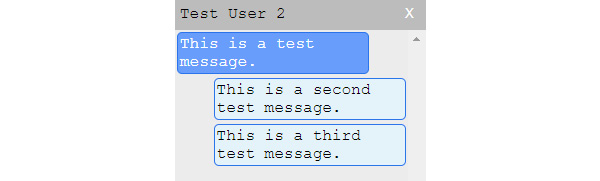 Test User 2 X
This is a test
message.
This is a second
test message.
This is a third
test message.